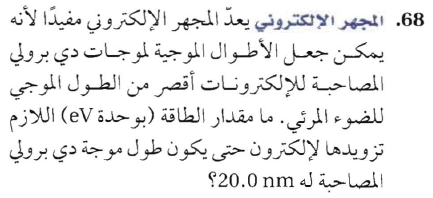 68. المجهر الإلكتروني يعدّ المجهر الإلكتروني مفيدًا لأنه
يمكن جعل الأطوال الموجية لموجات دي برولي
المصاحبة للإلكترونات أقصر من الطول الموجي
للضوء المرئي. ما مقدار الطاقة (بوحدة eV) اللازم
تزويدها لإلكترون حتى يكون طول موجة دي برولي
المصاحبة له 20.0 nm؟